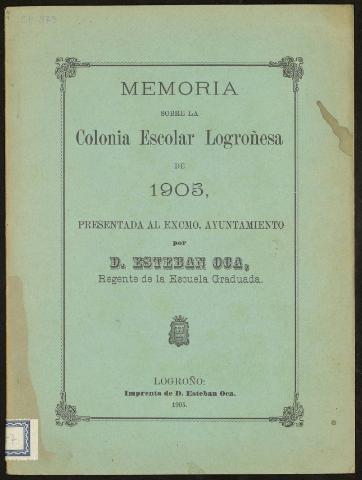 MEMORIA
SOBRE LA
Colonia Escolar Logroñesa
DE
1905,
PRESENTADA AL EXCMO. AYUNTAMIENTO
por
D. ESTEBAN OCA,
Regente de la Escuela Graduada.
LOGROÑO:
Imprenta de D. Esteban Oca.
1905.
7